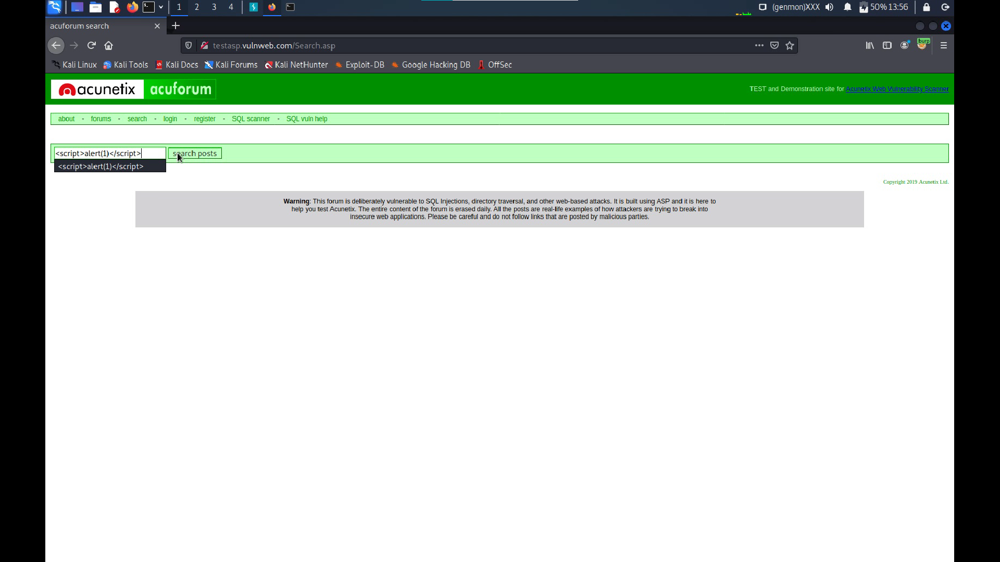 1 2 3 4 (genmon)XXX 50% 13:56
acuforum search
testasp.vulnweb.com/Search.asp
burp
Kali Linux Kali Tools Kali Docs Kali Forums Kali NetHunter Exploit-DB Google Hacking DB OffSec
acunetix acuforum TEST and Demonstration site for Acunetix Web Vulnerability Scanner
about - forums - search - login - register - SQL scanner - SQL vuln help
<script>alert(1)</script> search posts
<script>alert(1)</script>
Copyright 2019 Acunetix Ltd.
Warning: This forum is deliberately vulnerable to SQL Injections, directory traversal, and other web-based attacks. It is built using ASP and it is here to
help you test Acunetix. The entire content of the forum is erased daily. All the posts are real-life examples of how attackers are trying to break into
insecure web applications. Please be careful and do not follow links that are posted by malicious parties.